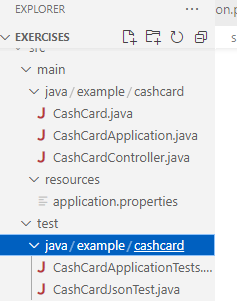 EXPLORER
EXERCISES
src
main
java / example / cashcard
CashCard.java
CashCardApplication.java
CashCardController.java
resources
application.properties
test
java / example / cashcard
CashCardApplicationTests....
CashCardJsonTest.java